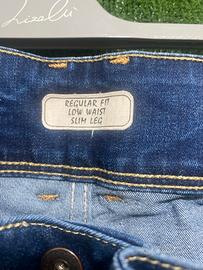 Lizalù
REGULAR FIT
LOW WAIST
SLIM LEG